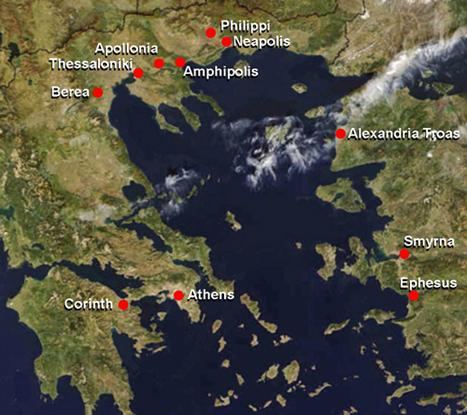 Philippi
Neapolis
Apollonia
Thessaloniki
Amphipolis
Berea
Alexandria Troas
Smyrna
Ephesus
Corinth
Athens